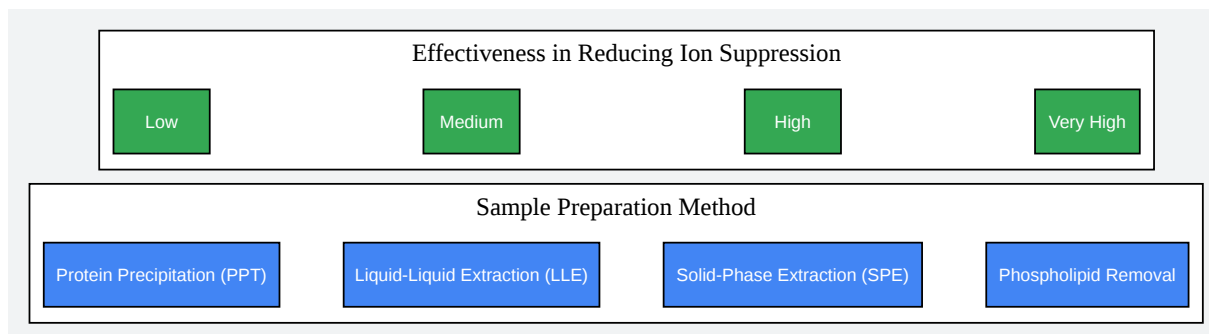 Effectiveness in Reducing Ion Suppression
Low
Medium
High
Very High
Sample Preparation Method
Protein Precipitation (PPT)
Liquid-Liquid Extraction (LLE)
Solid-Phase Extraction (SPE)
Phospholipid Removal